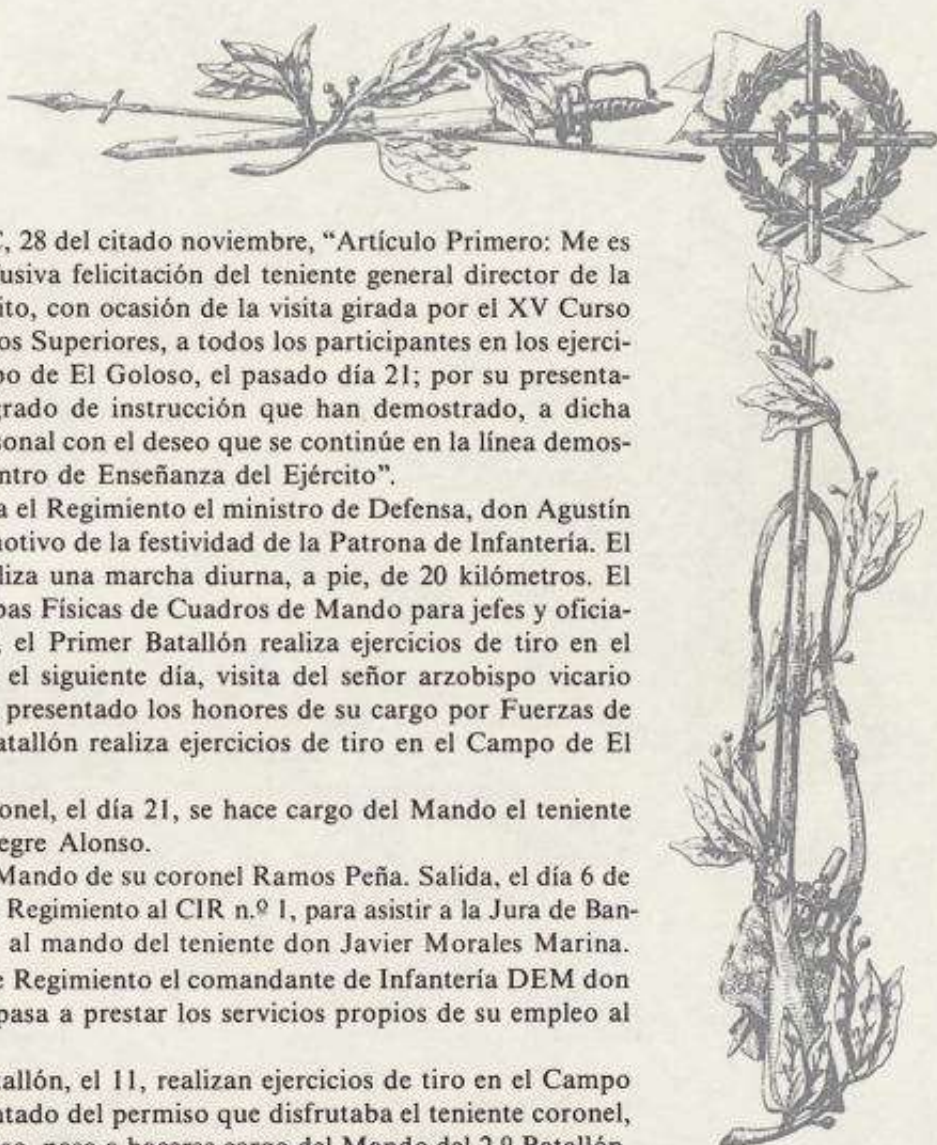 , 28 del citado noviembre, “Artículo Primero: Me es
usiva felicitación del teniente general director de la
ito, con ocasión de la visita girada por el XV Curso
os Superiores, a todos los participantes en los ejerci-
po de El Goloso, el pasado día 21; por su presenta-
grado de instrucción que han demostrado, a dicha
sonal con el deseo que se continúe en la línea demos-
entro de Enseñanza del Ejército”.
a el Regimiento el ministro de Defensa, don Agustín
notivo de la festividad de la Patrona de Infantería. El
liza una marcha diurna, a pie, de 20 kilómetros. El
bas Físicas de Cuadros de Mando para jefes y oficia-
, el Primer Batallón realiza ejercicios de tiro en el
el siguiente día, visita del señor arzobispo vicario
presentado los honores de su cargo por Fuerzas de
atallón realiza ejercicios de tiro en el Campo de El
onel, el día 21, se hace cargo del Mando el teniente
egre Alonso.
Mando de su coronel Ramos Peña. Salida, el día 6 de
Regimiento al CIR n.º 1, para asistir a la Jura de Ban-
al mando del teniente don Javier Morales Marina.
e Regimiento el comandante de Infantería DEM don
pasa a prestar los servicios propios de su empleo al
tallón, el 11, realizan ejercicios de tiro en el Campo
ntado del permiso que disfrutaba el teniente coronel,
pasa a hacerse cargo del Mando del 2.º Batallón